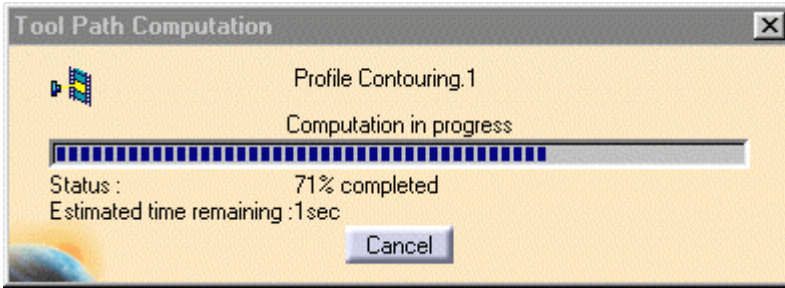 Tool Path Computation
Profile Contouring.1
Computation in progress
Status : 71% completed
Estimated time remaining :1sec
Cancel